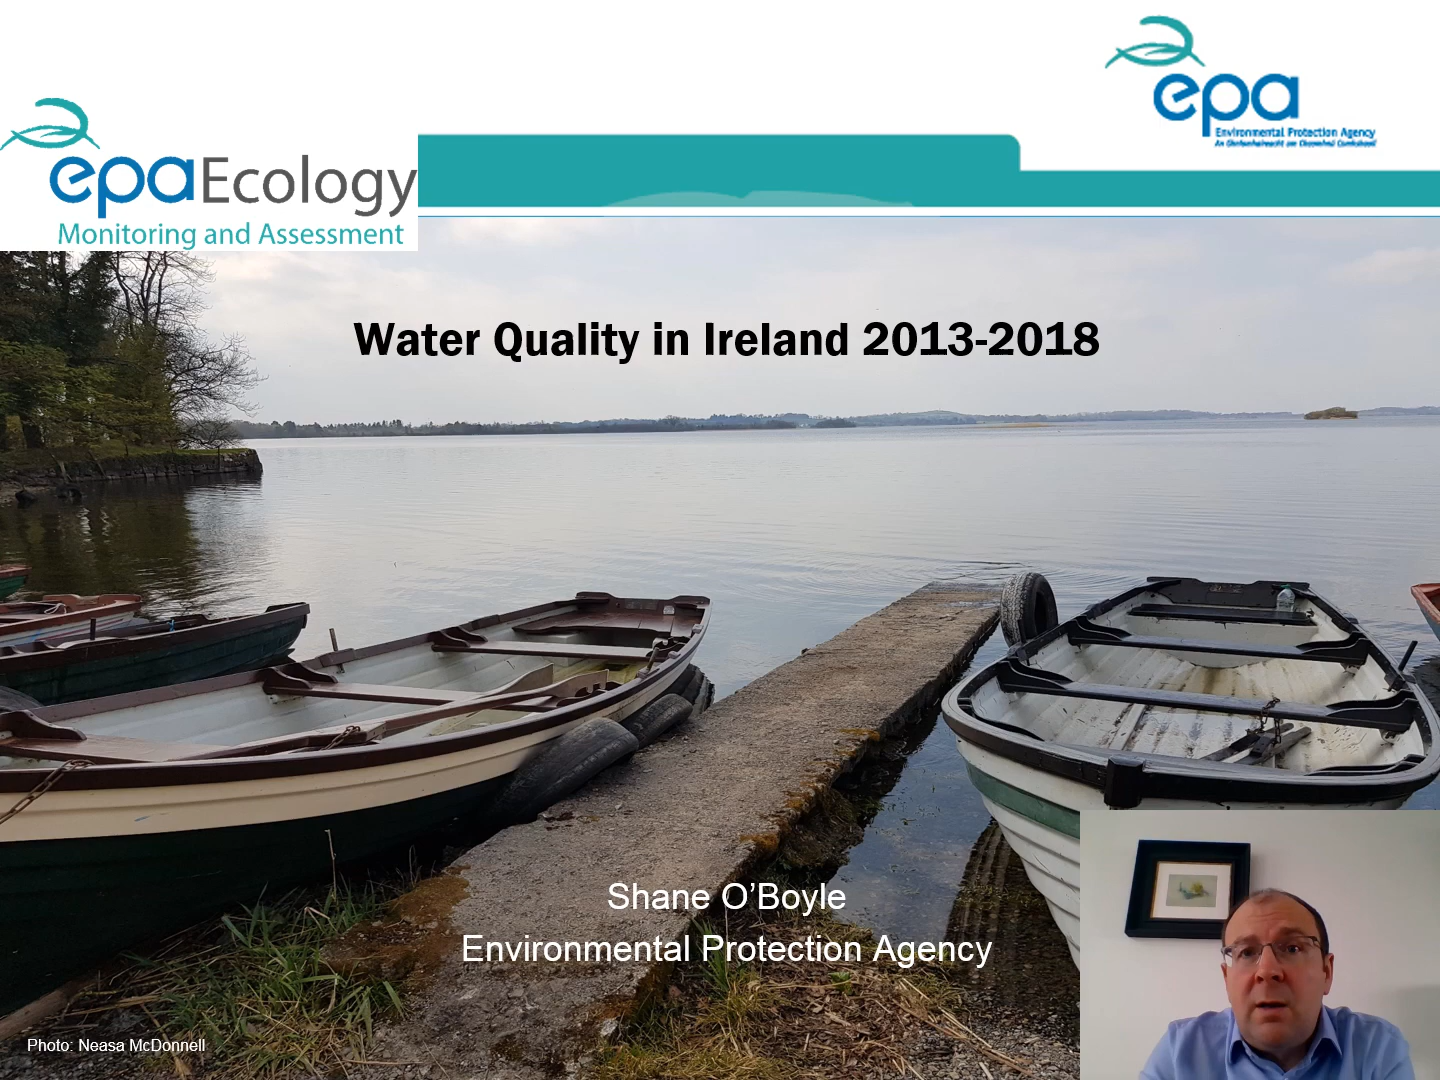 epa
Environmental Protection Agency
epaEcology
Monitoring and Assessment
Water Quality in Ireland 2013-2018
Shane O’Boyle
Environmental Protection Agency
Photo: Neasa McDonnell